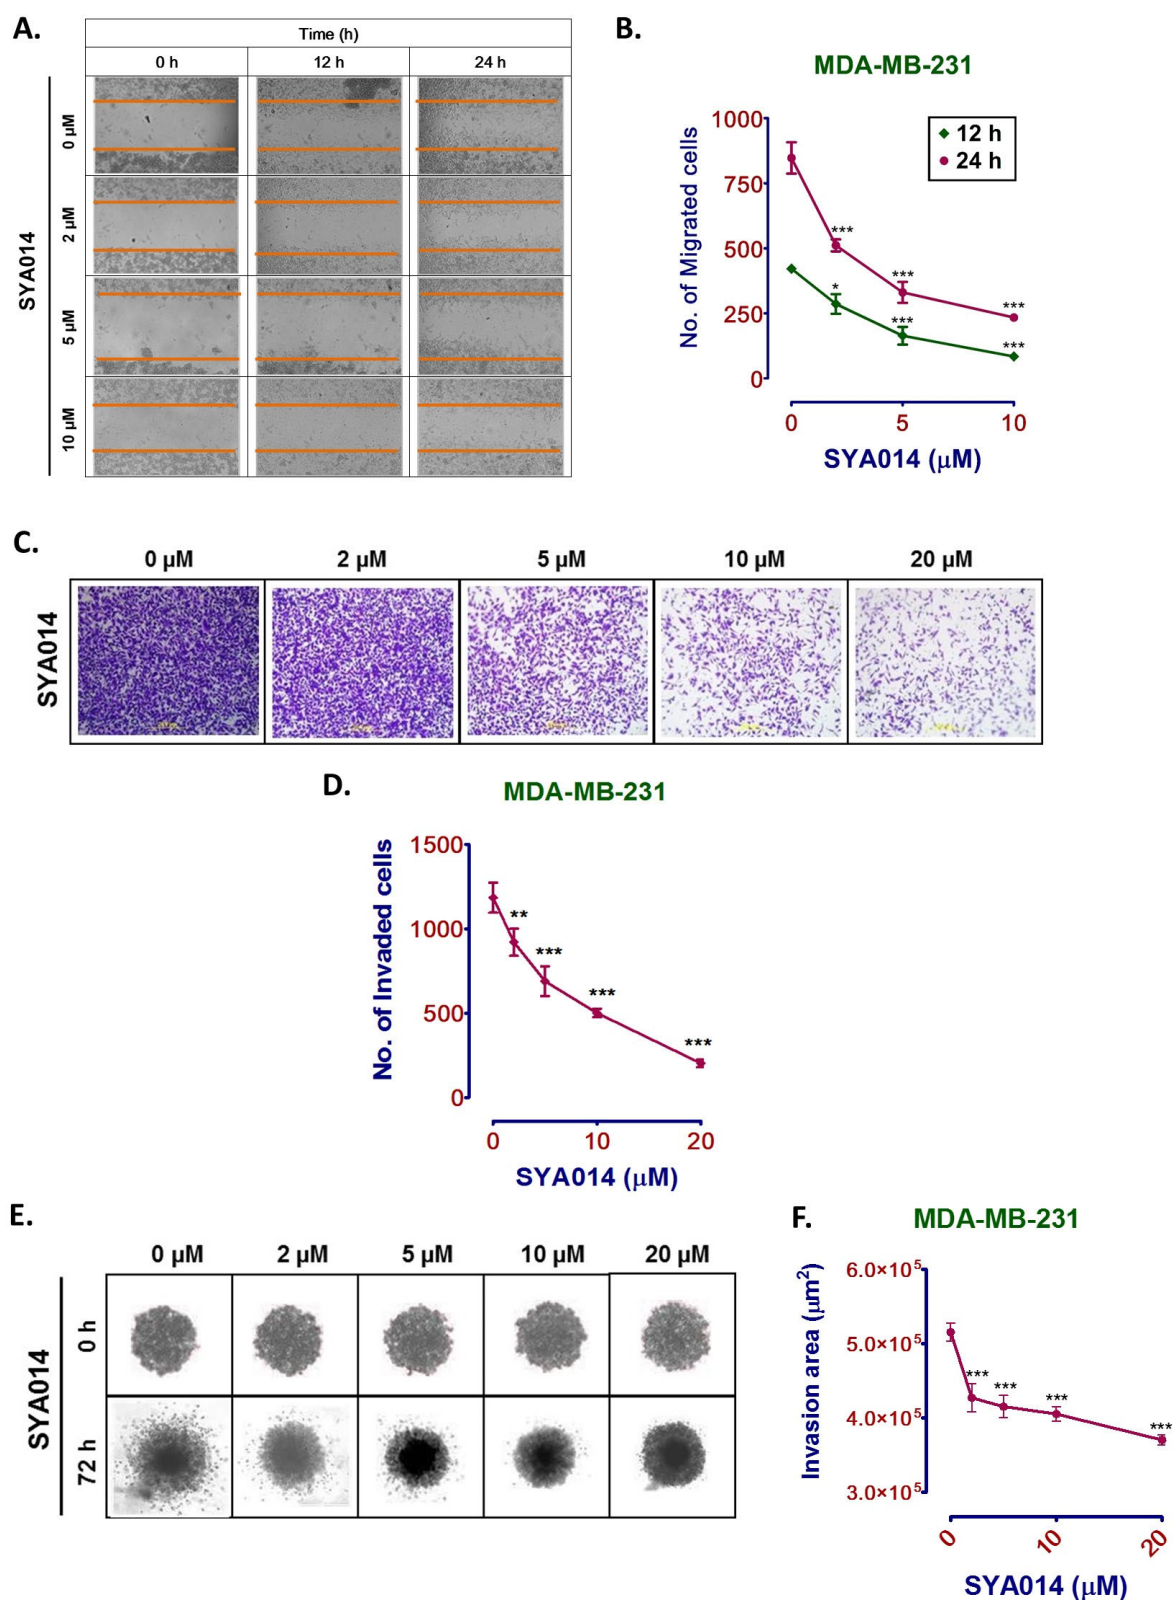 A.
Time (h)
0 h 12 h 24 h
SYA014
0 µM
2 µM
5 µM
10 µM
B.
MDA-MB-231
No. of Migrated cells
1000
750
500
250
0
12 h
24 h
***
*
***
***
***
***
0 5 10
SYA014 (µM)
C.
0 µM 2 µM 5 µM 10 µM 20 µM
SYA014
D.
MDA-MB-231
No. of Invaded cells
1500
1000
500
0
**
***
***
***
0 10 20
SYA014 (µM)
E.
0 µM 2 µM 5 µM 10 µM 20 µM
SYA014
0 h
72 h
F.
MDA-MB-231
Invasion area (µm²)
6.0×10⁵
5.0×10⁵
4.0×10⁵
3.0×10⁵
***
***
***
***
0 10 20
SYA014 (µM)